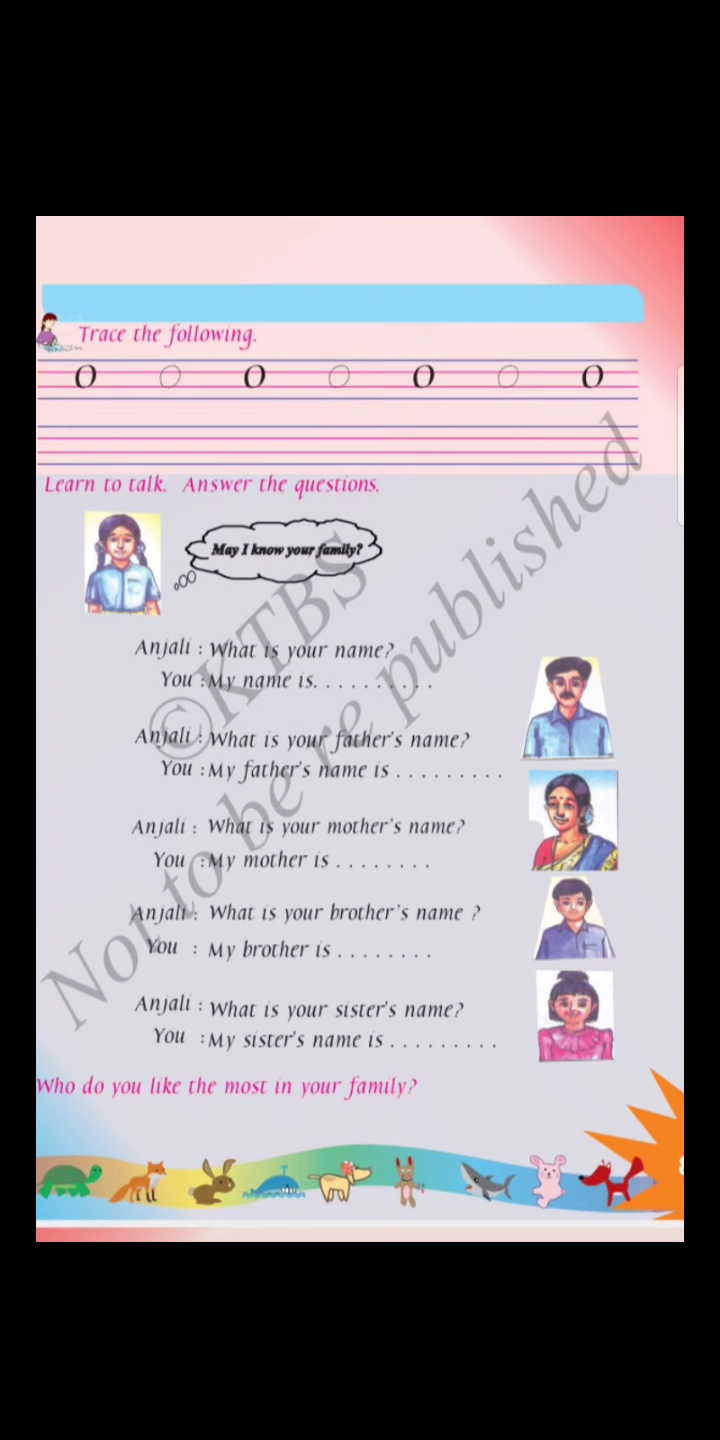 Trace the following.
o o o o o o o
Learn to talk. Answer the questions.
May I know your family?
Anjali : What is your name?
You : My name is. . . . . . . . . .
Anjali : What is your father's name?
You : My father's name is . . . . . . . . .
Anjali : What is your mother's name?
You : My mother is . . . . . . . .
Anjali : What is your brother's name ?
You : My brother is . . . . . . . .
Anjali : What is your sister's name?
You : My sister's name is . . . . . . . . .
Who do you like the most in your family?
©KTBS
Not to be re published